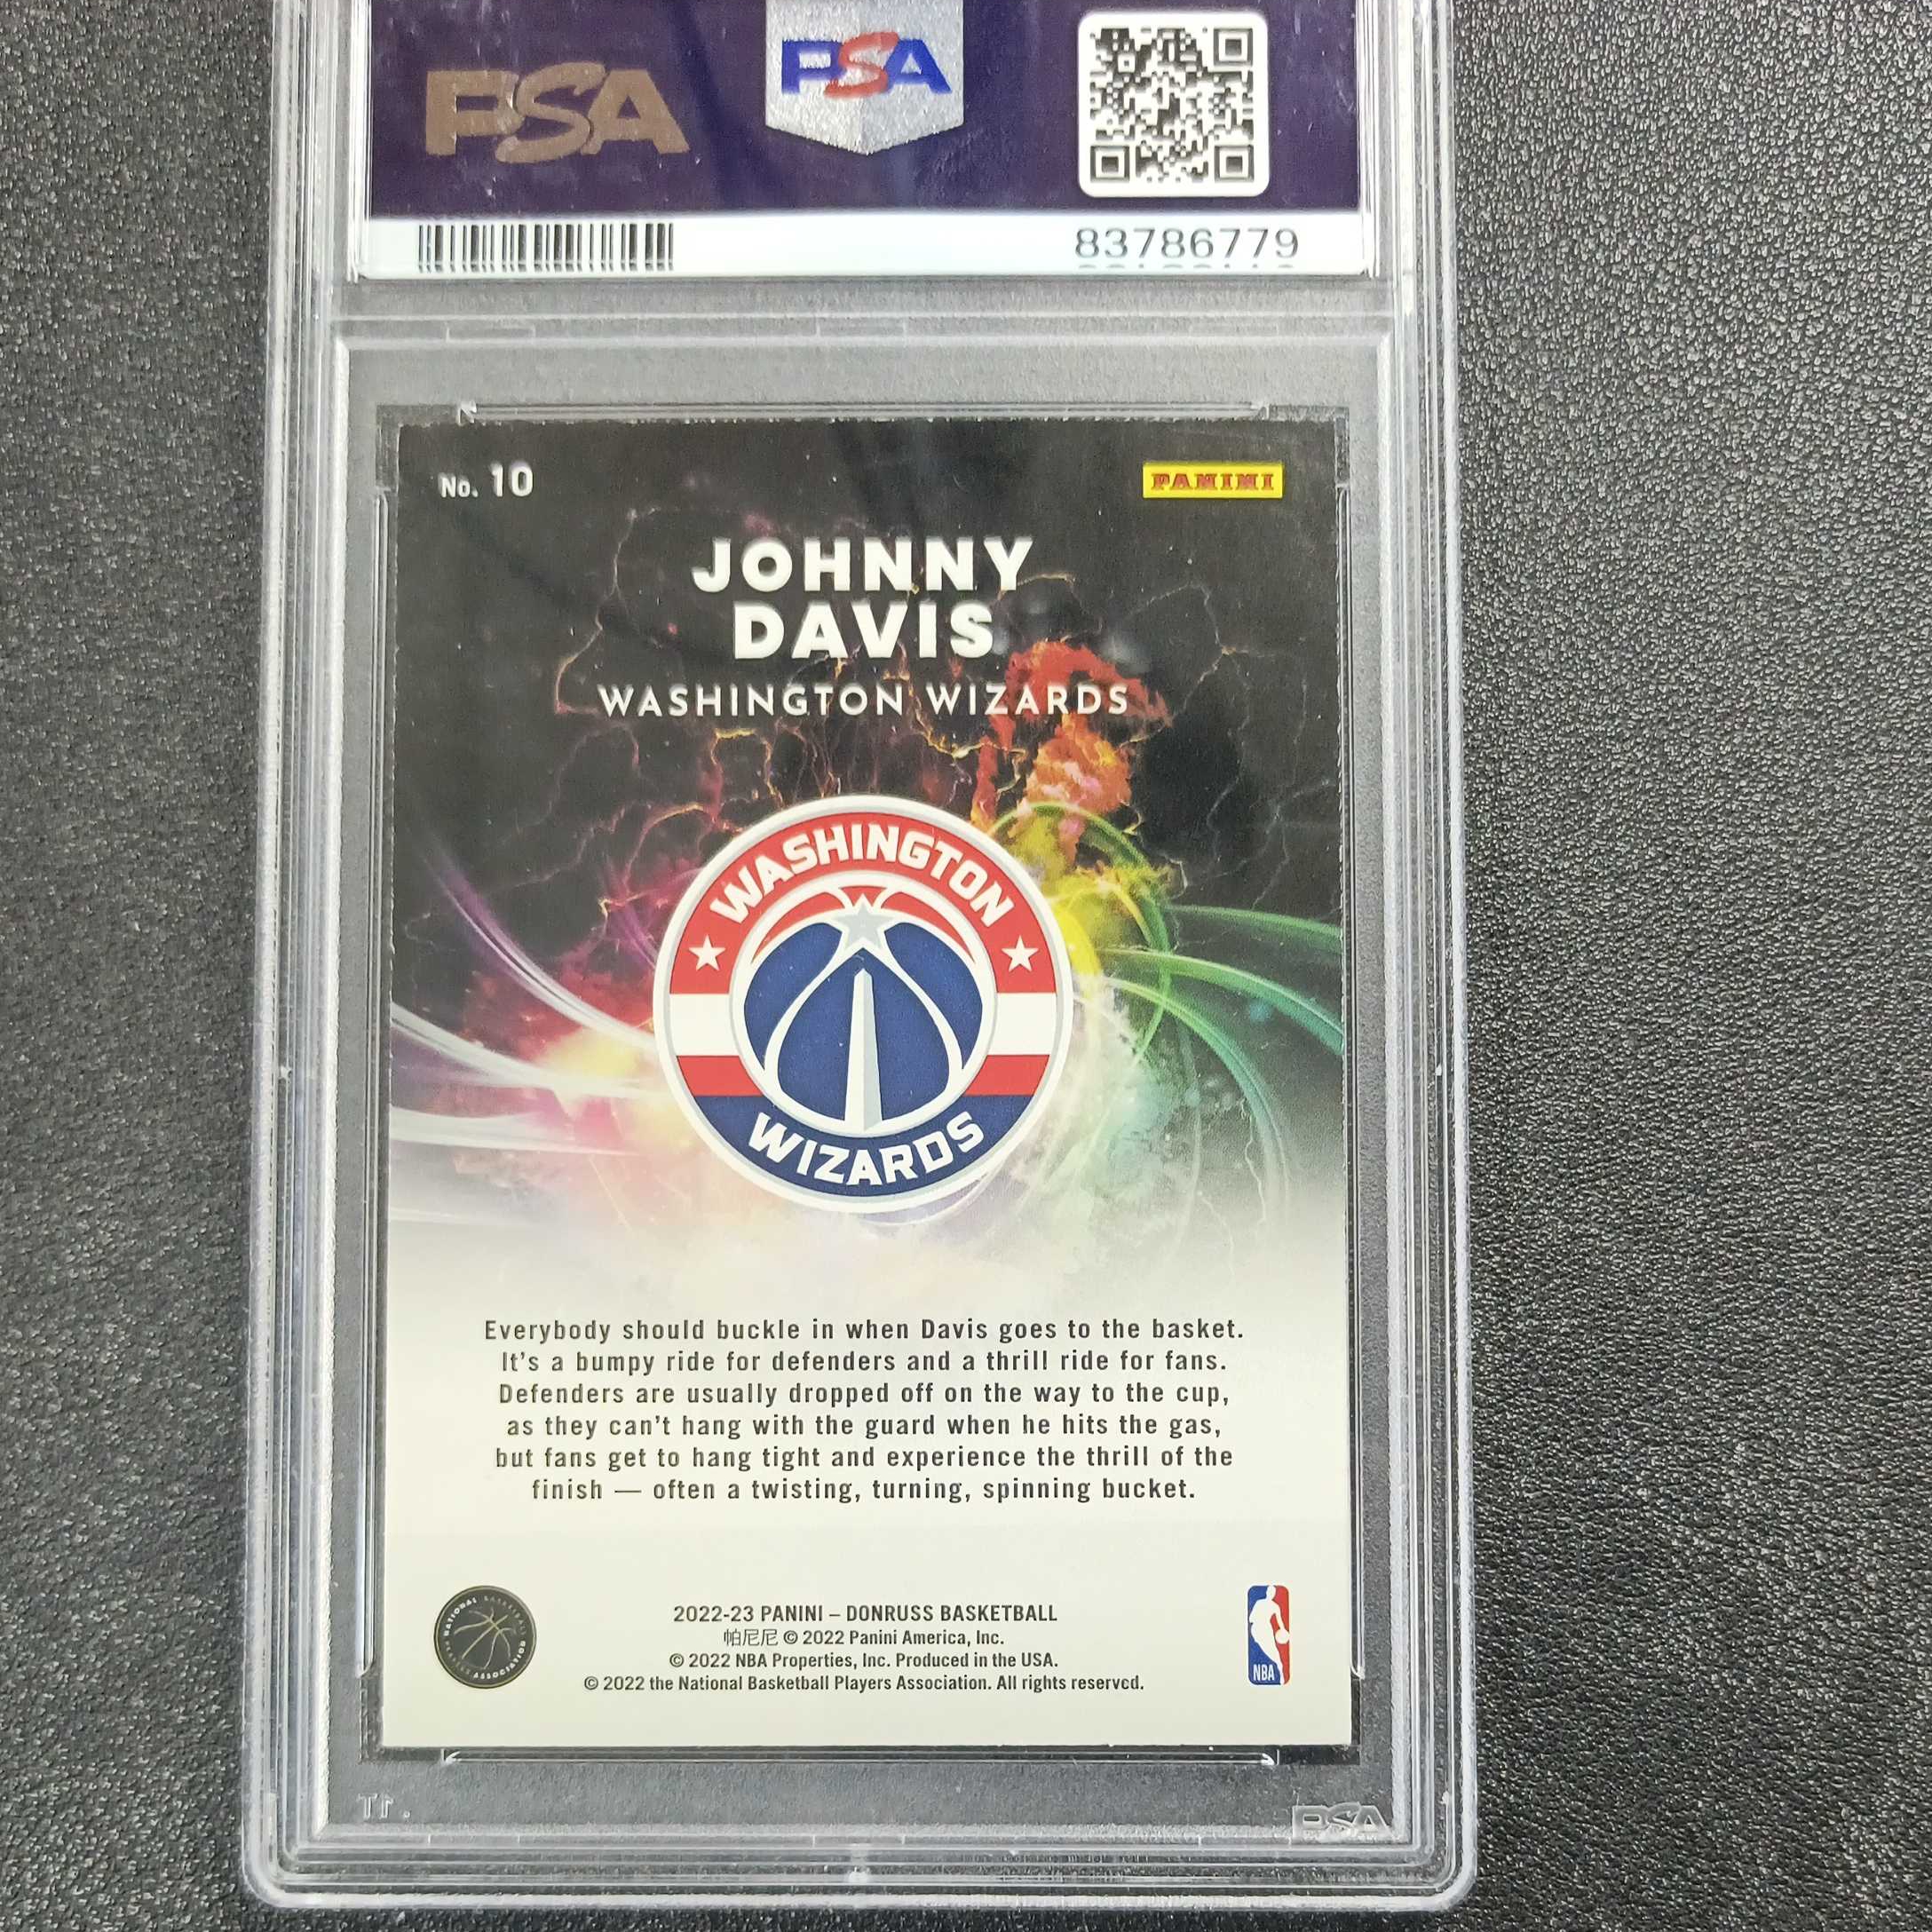 PSA
PSA
83786779
No. 10
PANINI
JOHNNY
DAVIS
WASHINGTON WIZARDS
WASHINGTON
WIZARDS
Everybody should buckle in when Davis goes to the basket.
It's a bumpy ride for defenders and a thrill ride for fans.
Defenders are usually dropped off on the way to the cup,
as they can't hang with the guard when he hits the gas,
but fans get to hang tight and experience the thrill of the
finish — often a twisting, turning, spinning bucket.
NATIONAL BASKETBALL
PLAYERS ASSOCIATION
2022-23 PANINI – DONRUSS BASKETBALL
帕尼尼 © 2022 Panini America, Inc.
© 2022 NBA Properties, Inc. Produced in the USA.
© 2022 the National Basketball Players Association. All rights reserved.
NBA
PSA